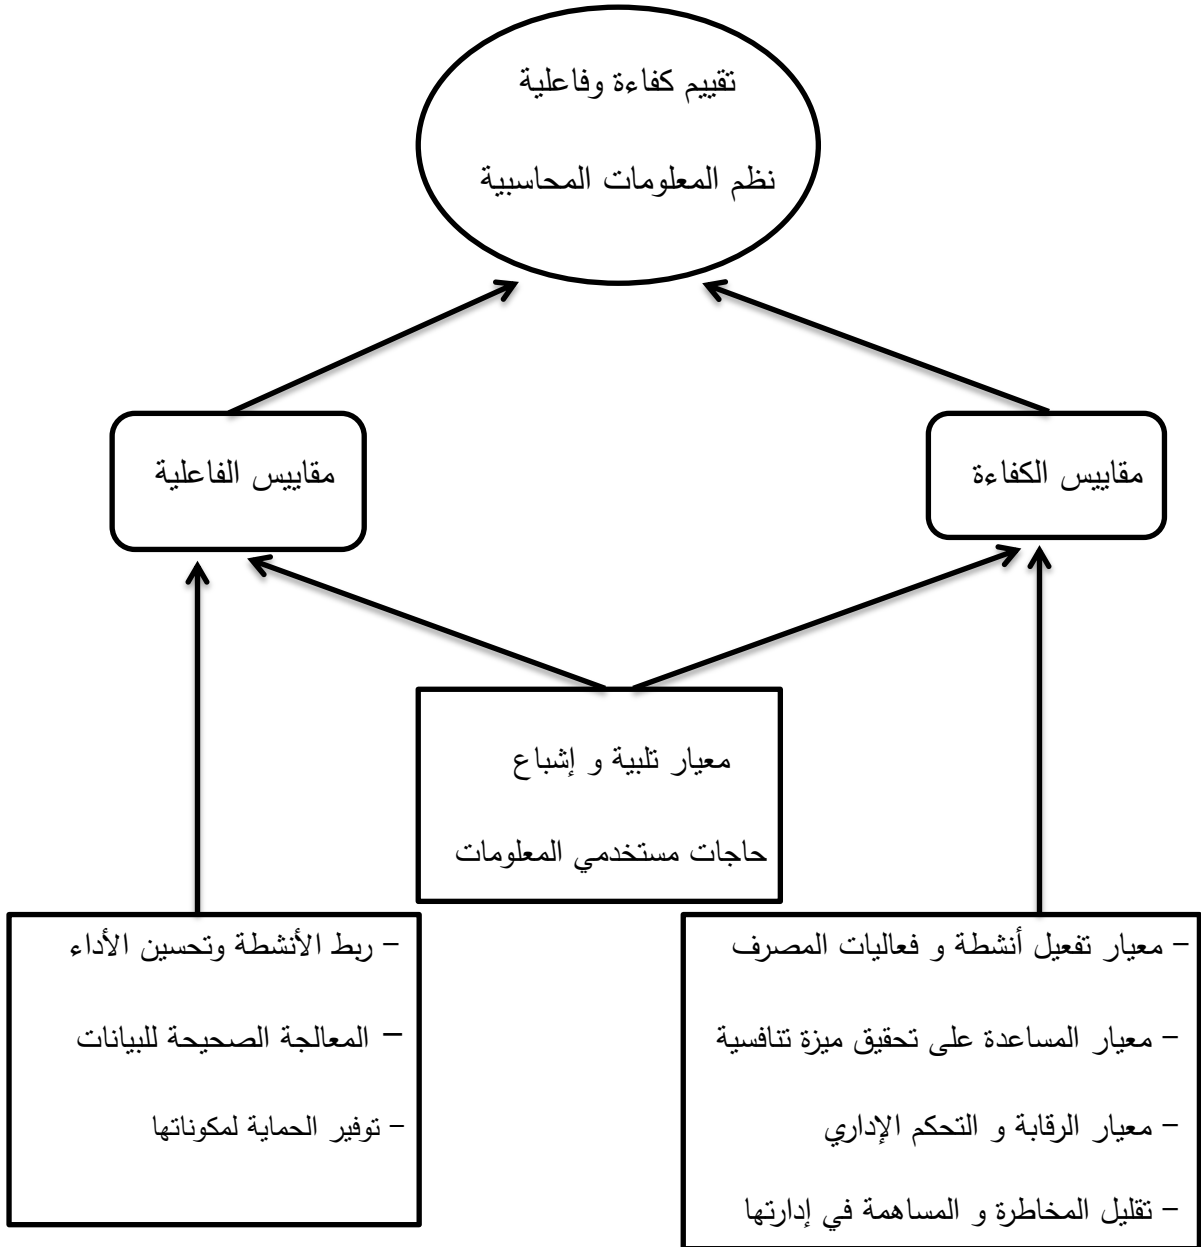 تقييم كفاءة وفاعلية
نظم المعلومات المحاسبية
مقاييس الكفاءة
مقاييس الفاعلية
معيار تلبية و إشباع
حاجات مستخدمي المعلومات
- معيار تفعيل أنشطة و فعاليات المصرف
- معيار المساعدة على تحقيق ميزة تنافسية
- معيار الرقابة و التحكم الإداري
- تقليل المخاطرة و المساهمة في إدارتها
- ربط الأنشطة وتحسين الأداء
- المعالجة الصحيحة للبيانات
- توفير الحماية لمكوناتها